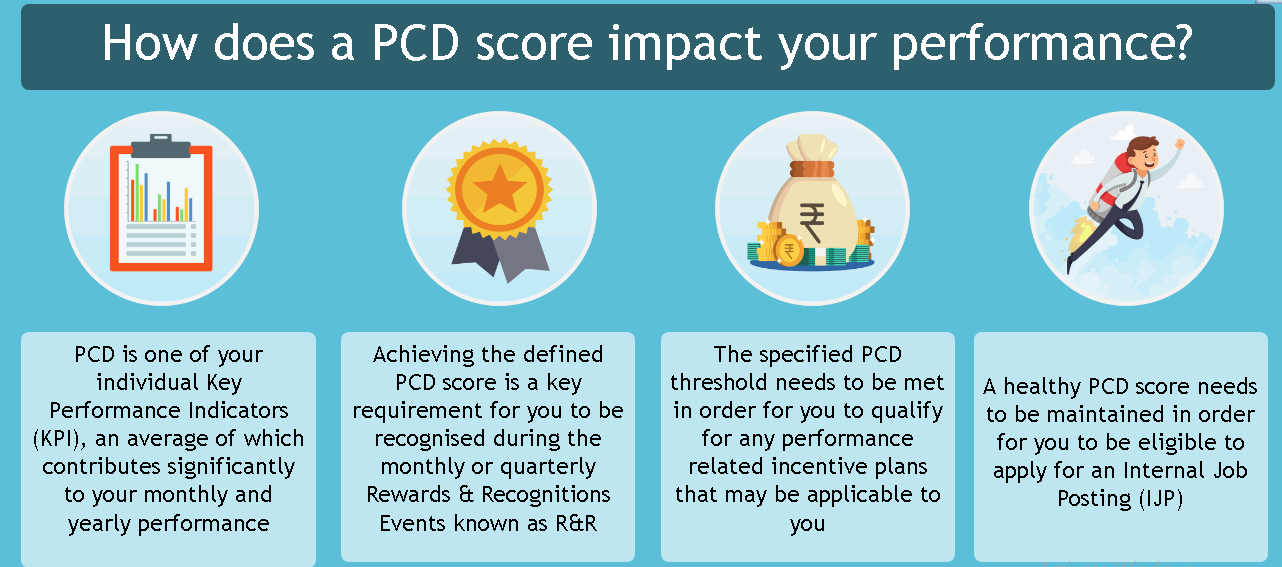 How does a PCD score impact your performance?
PCD is one of your
individual Key
Performance Indicators
(KPI), an average of which
contributes significantly
to your monthly and
yearly performance
Achieving the defined
PCD score is a key
requirement for you to be
recognised during the
monthly or quarterly
Rewards & Recognitions
Events known as R&R
The specified PCD
threshold needs to be met
in order for you to qualify
for any performance
related incentive plans
that may be applicable to
you
A healthy PCD score needs
to be maintained in order
for you to be eligible to
apply for an Internal Job
Posting (IJP)
₹
₹